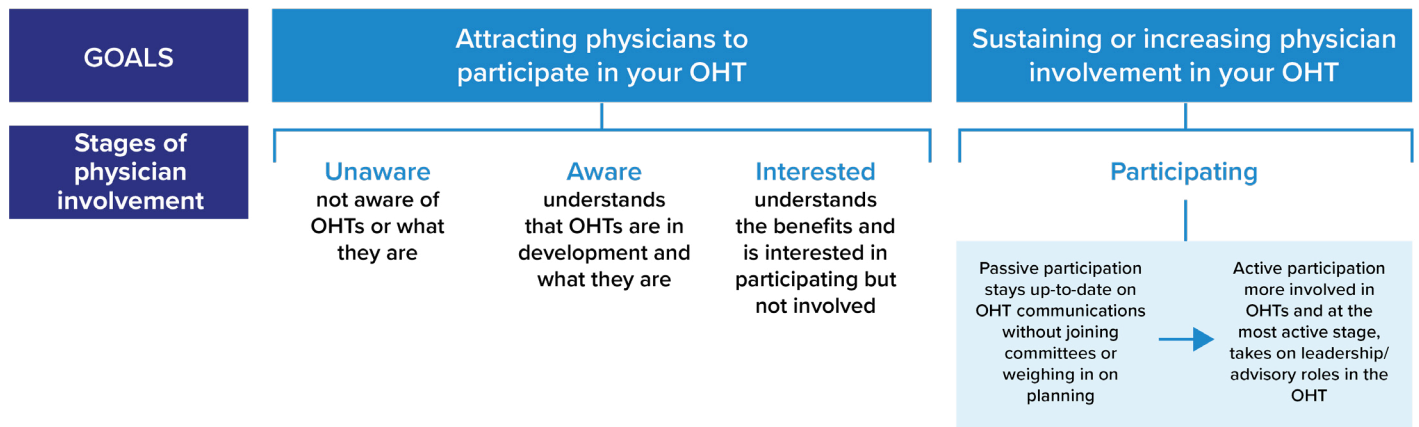 GOALS
Attracting physicians to
participate in your OHT
Sustaining or increasing physician
involvement in your OHT
Stages of
physician
involvement
Unaware
not aware of
OHTs or what
they are
Aware
understands
that OHTs are in
development and
what they are
Interested
understands
the benefits and
is interested in
participating but
not involved
Participating
Passive participation
stays up-to-date on
OHT communications
without joining
committees or
weighing in on
planning
Active participation
more involved in
OHTs and at the
most active stage,
takes on leadership/
advisory roles in the
OHT